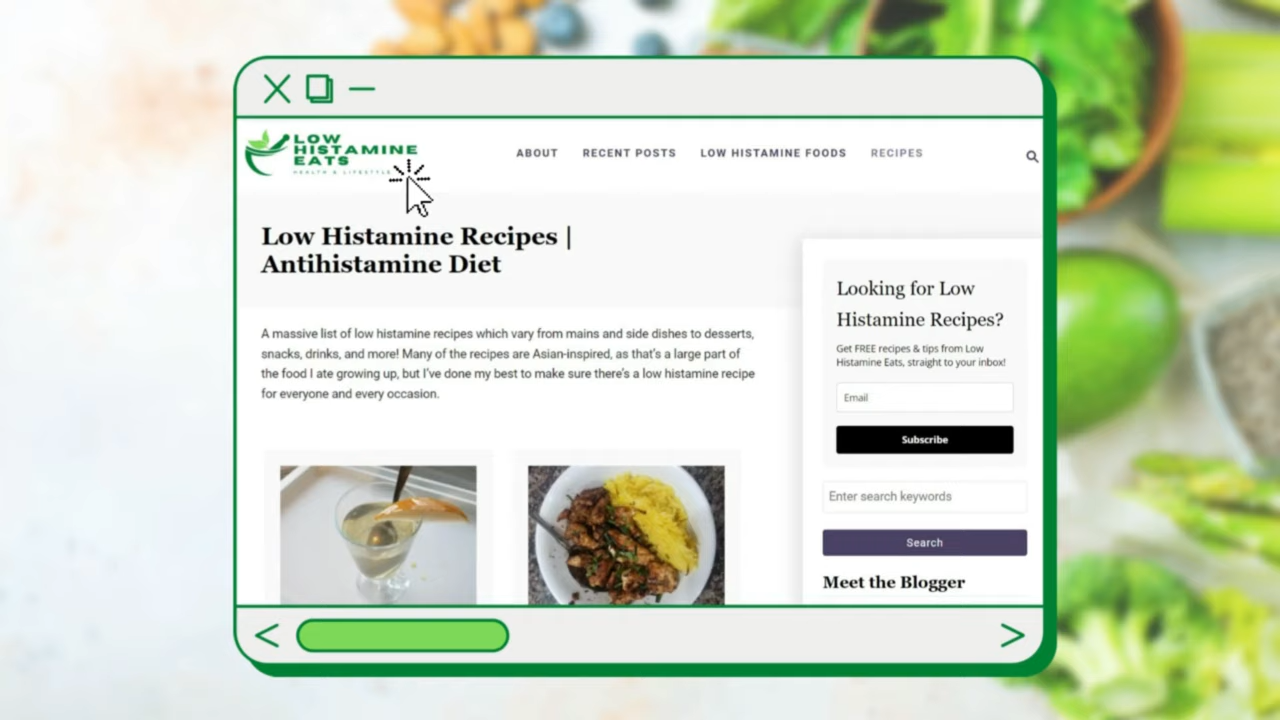 LOW
HISTAMINE
EATS
HEALTH & LIFESTYLE
ABOUT
RECENT POSTS
LOW HISTAMINE FOODS
RECIPES
Low Histamine Recipes |
Antihistamine Diet
A massive list of low histamine recipes which vary from mains and side dishes to desserts,
snacks, drinks, and more! Many of the recipes are Asian-inspired, as that's a large part of
the food I ate growing up, but I've done my best to make sure there's a low histamine recipe
for everyone and every occasion.
Looking for Low
Histamine Recipes?
Get FREE recipes & tips from Low
Histamine Eats, straight to your inbox!
Email
Subscribe
Enter search keywords
Search
Meet the Blogger